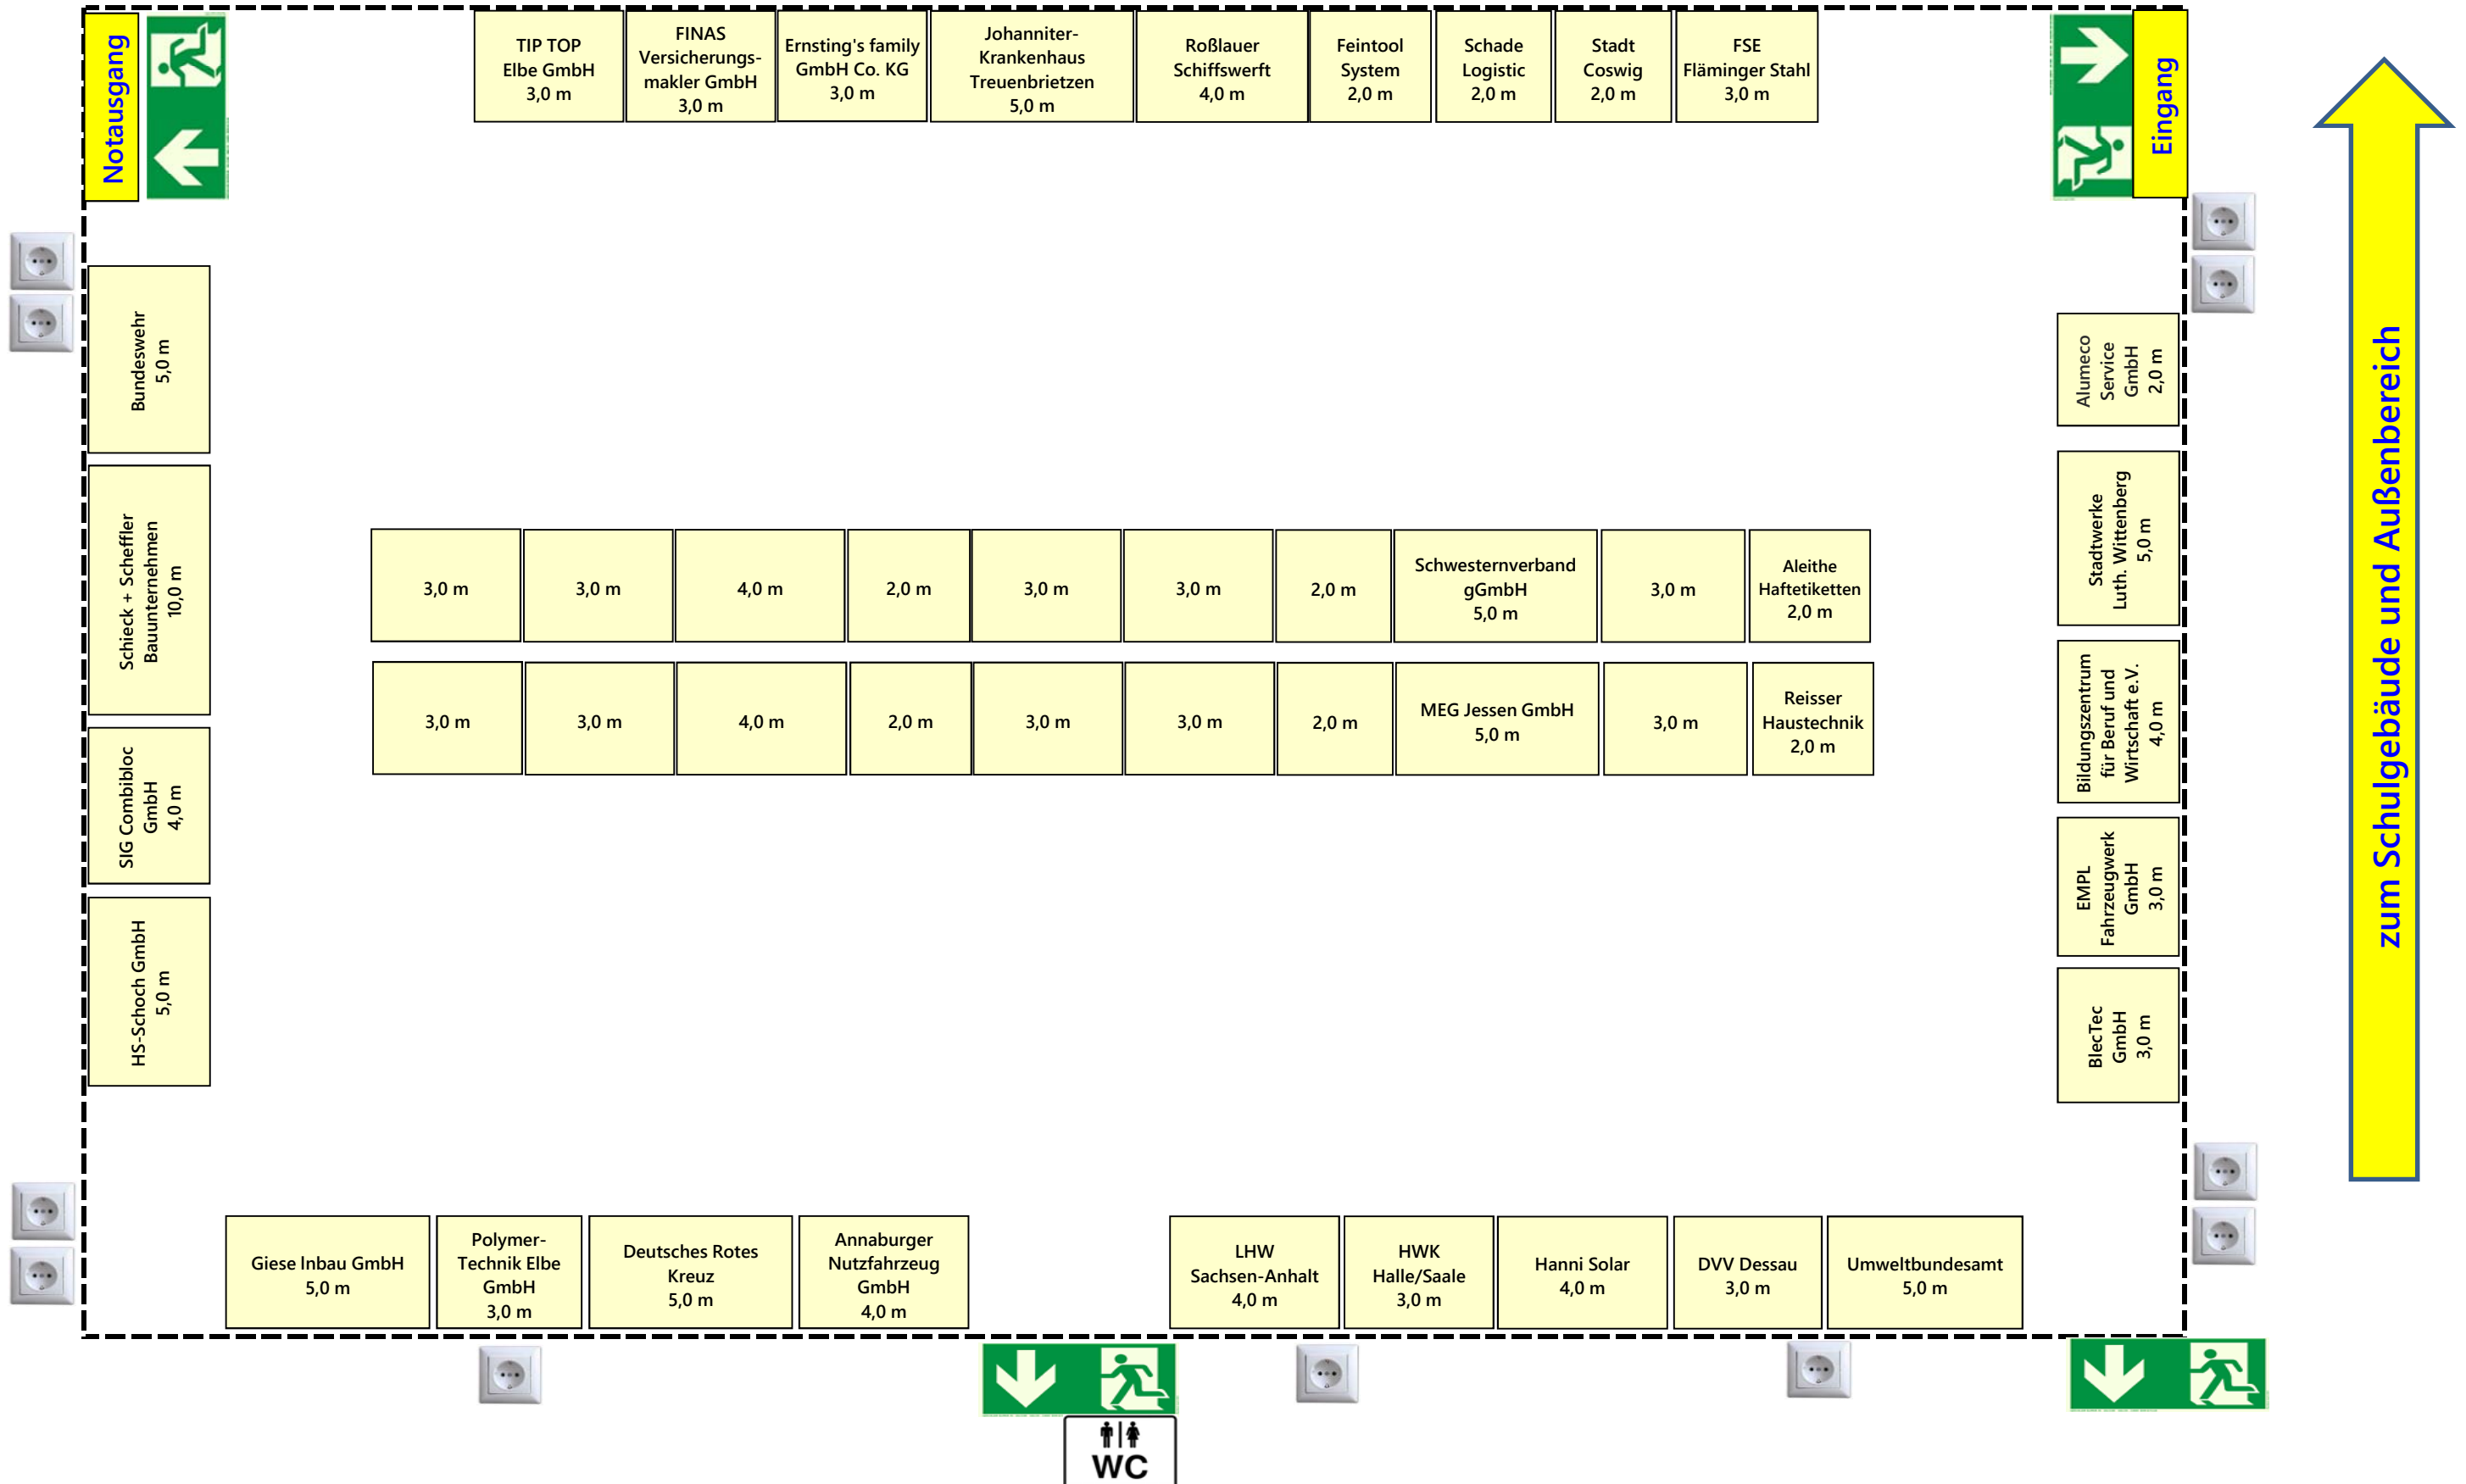 Notausgang
TIP TOP
Elbe GmbH
3,0 m
FINAS
Versicherungs-
makler GmbH
3,0 m
Ernsting's family
GmbH Co. KG
3,0 m
Johanniter-
Krankenhaus
Treuenbrietzen
5,0 m
Roßlauer
Schiffswerft
4,0 m
Feintool
System
2,0 m
Schade
Logistic
2,0 m
Stadt
Coswig
2,0 m
FSE
Fläminger Stahl
3,0 m
Eingang
zum Schulgebäude und Außenbereich
Bundeswehr
5,0 m
Schieck + Scheffler
Bauunternehmen
10,0 m
SIG Combibloc
GmbH
4,0 m
HS-Schoch GmbH
5,0 m
3,0 m
3,0 m
4,0 m
2,0 m
3,0 m
3,0 m
2,0 m
Schwesternverband
gGmbH
5,0 m
3,0 m
Aleithe
Haftetiketten
2,0 m
3,0 m
3,0 m
4,0 m
2,0 m
3,0 m
3,0 m
2,0 m
MEG Jessen GmbH
5,0 m
3,0 m
Reisser
Haustechnik
2,0 m
Alumeco
Service
GmbH
2,0 m
Stadtwerke
Luth. Wittenberg
5,0 m
Bildungszentrum
für Beruf und
Wirtschaft e.V.
4,0 m
EMPL
Fahrzeugwerk
GmbH
3,0 m
BlecTec
GmbH
3,0 m
Giese Inbau GmbH
5,0 m
Polymer-
Technik Elbe
GmbH
3,0 m
Deutsches Rotes
Kreuz
5,0 m
Annaburger
Nutzfahrzeug
GmbH
4,0 m
LHW
Sachsen-Anhalt
4,0 m
HWK
Halle/Saale
3,0 m
Hanni Solar
4,0 m
DVV Dessau
3,0 m
Umweltbundesamt
5,0 m
WC